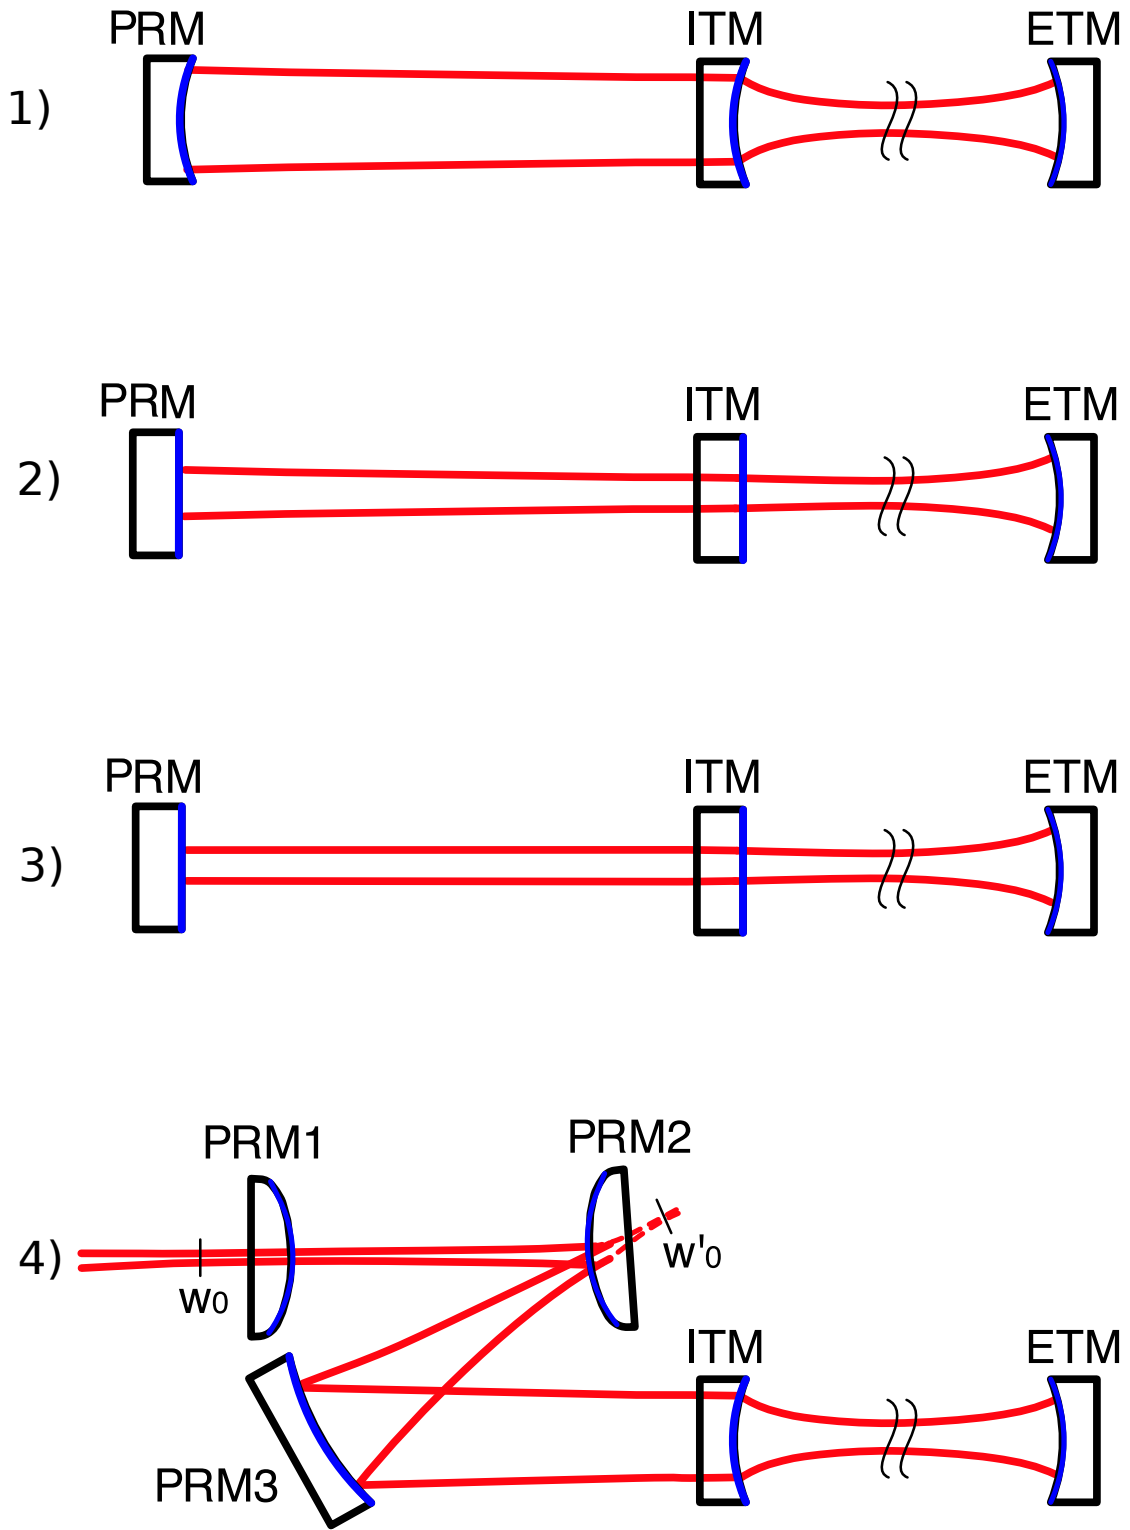 PRM ITM ETM
1)
PRM ITM ETM
2)
PRM ITM ETM
3)
PRM1 PRM2
4) w0 w'0
ITM ETM
PRM3